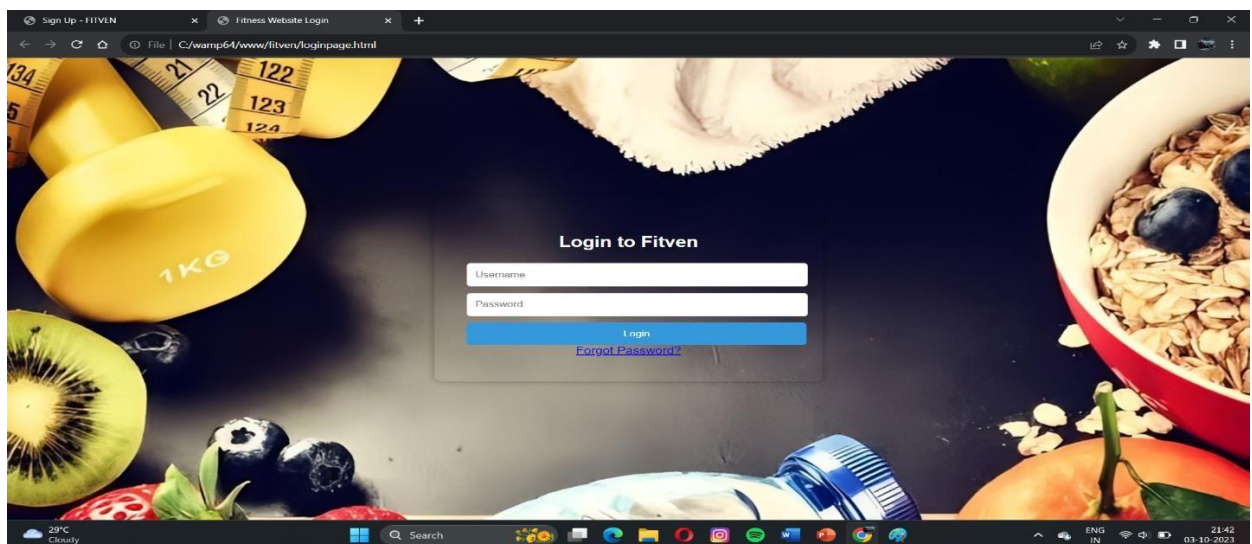 Sign Up - FITVEN
Fitness Website Login
File | C:/wamp64/www/fitven/loginpage.html
134
21
122
5
22
123
124
1KG
Login to Fitven
Username
Password
Login
Forgot Password?
29°C
Cloudy
Search
ENG
IN
21:42
03-10-2023